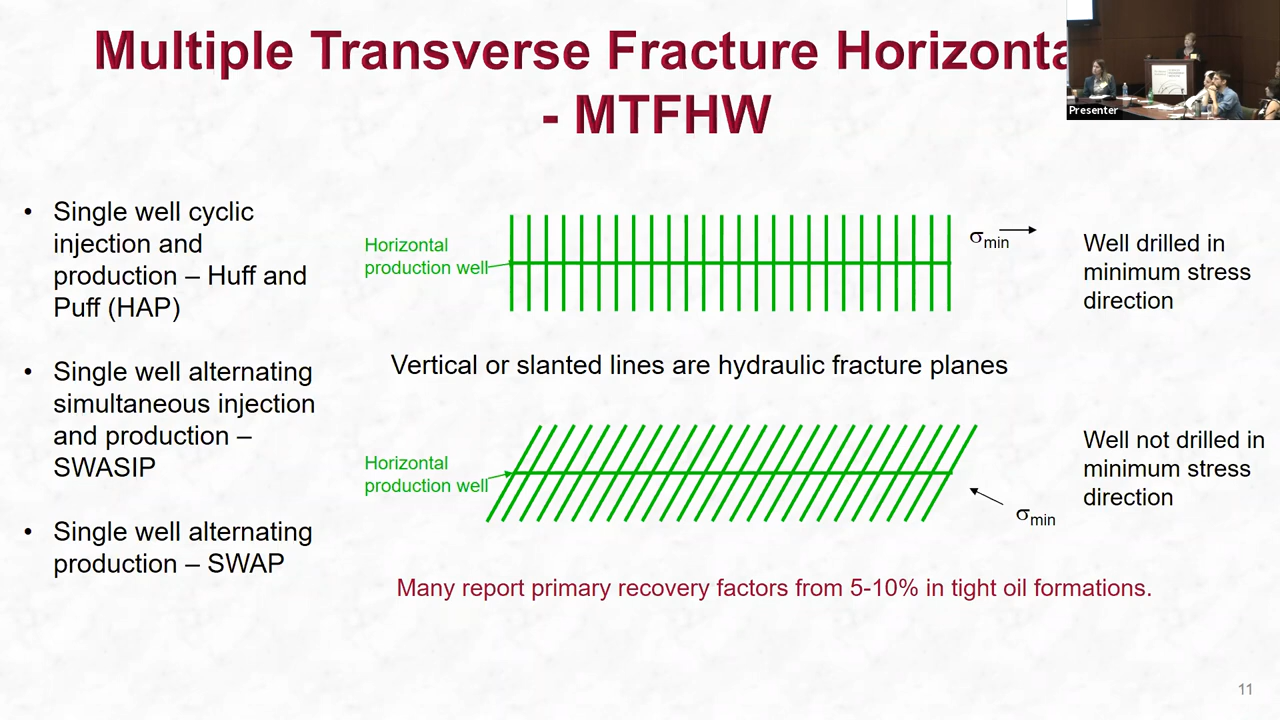 Multiple Transverse Fracture Horizonta
- MTFHW
Presenter
• Single well cyclic
injection and
production – Huff and
Puff (HAP)
• Single well alternating
simultaneous injection
and production –
SWASIP
• Single well alternating
production – SWAP
Horizontal
production well
σmin
Well drilled in
minimum stress
direction
Vertical or slanted lines are hydraulic fracture planes
Horizontal
production well
σmin
Well not drilled in
minimum stress
direction
Many report primary recovery factors from 5-10% in tight oil formations.
11